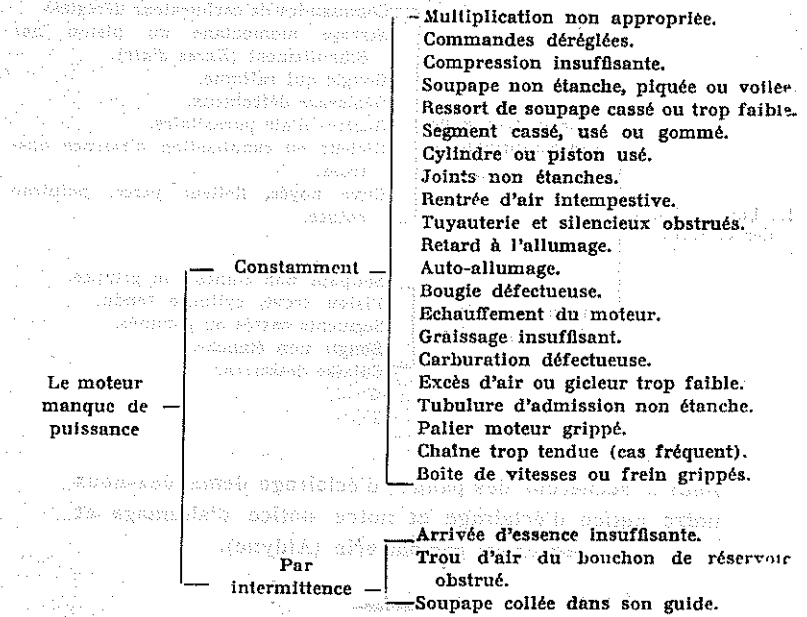 Multiplication non appropriée.
Commandes déréglées.
Compression insuffisante.
Soupape non étanche, piquée ou voilée
Ressort de soupape cassé ou trop faible.
Segment cassé, usé ou gommé.
Cylindre ou piston usé.
Joints non étanches.
Rentrée d'air intempestive.
Tuyauterie et silencieux obstrués.
Retard à l'allumage.
Constamment
Auto-allumage.
Bougie défectueuse.
Echauffement du moteur.
Graissage insuffisant.
Carburation défectueuse.
Le moteur
manque de
puissance
Excès d'air ou gicleur trop faible.
Tubulure d'admission non étanche.
Palier moteur grippé.
Chaîne trop tendue (cas fréquent).
Boîte de vitesses ou frein grippés.
Par
intermittence
Arrivée d'essence insuffisante.
Trou d'air du bouchon de réservoir
obstrué.
Soupape collée dans son guide.